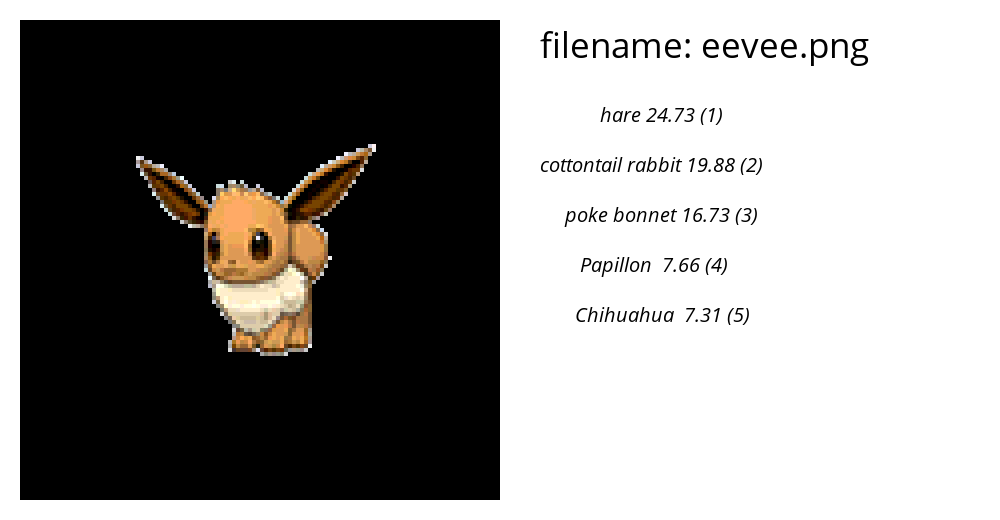 filename: eevee.png
hare 24.73 (1)
cottontail rabbit 19.88 (2)
poke bonnet 16.73 (3)
Papillon  7.66 (4)
Chihuahua  7.31 (5)